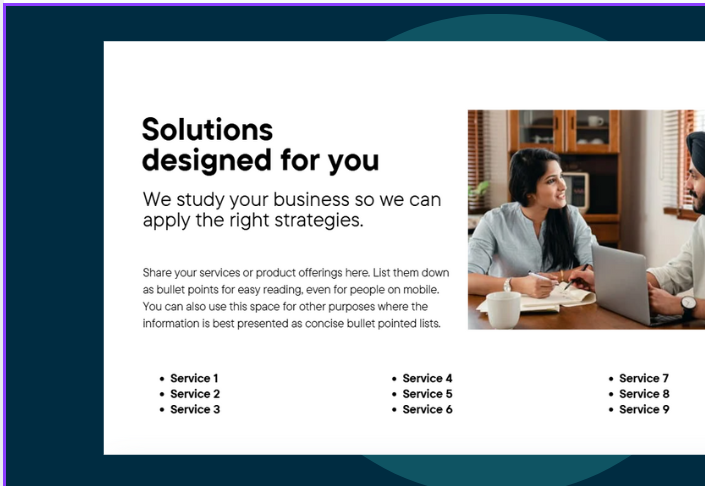 Solutions
designed for you
We study your business so we can
apply the right strategies.
Share your services or product offerings here. List them down
as bullet points for easy reading, even for people on mobile.
You can also use this space for other purposes where the
information is best presented as concise bullet pointed lists.
• Service 1
• Service 2
• Service 3
• Service 4
• Service 5
• Service 6
• Service 7
• Service 8
• Service 9